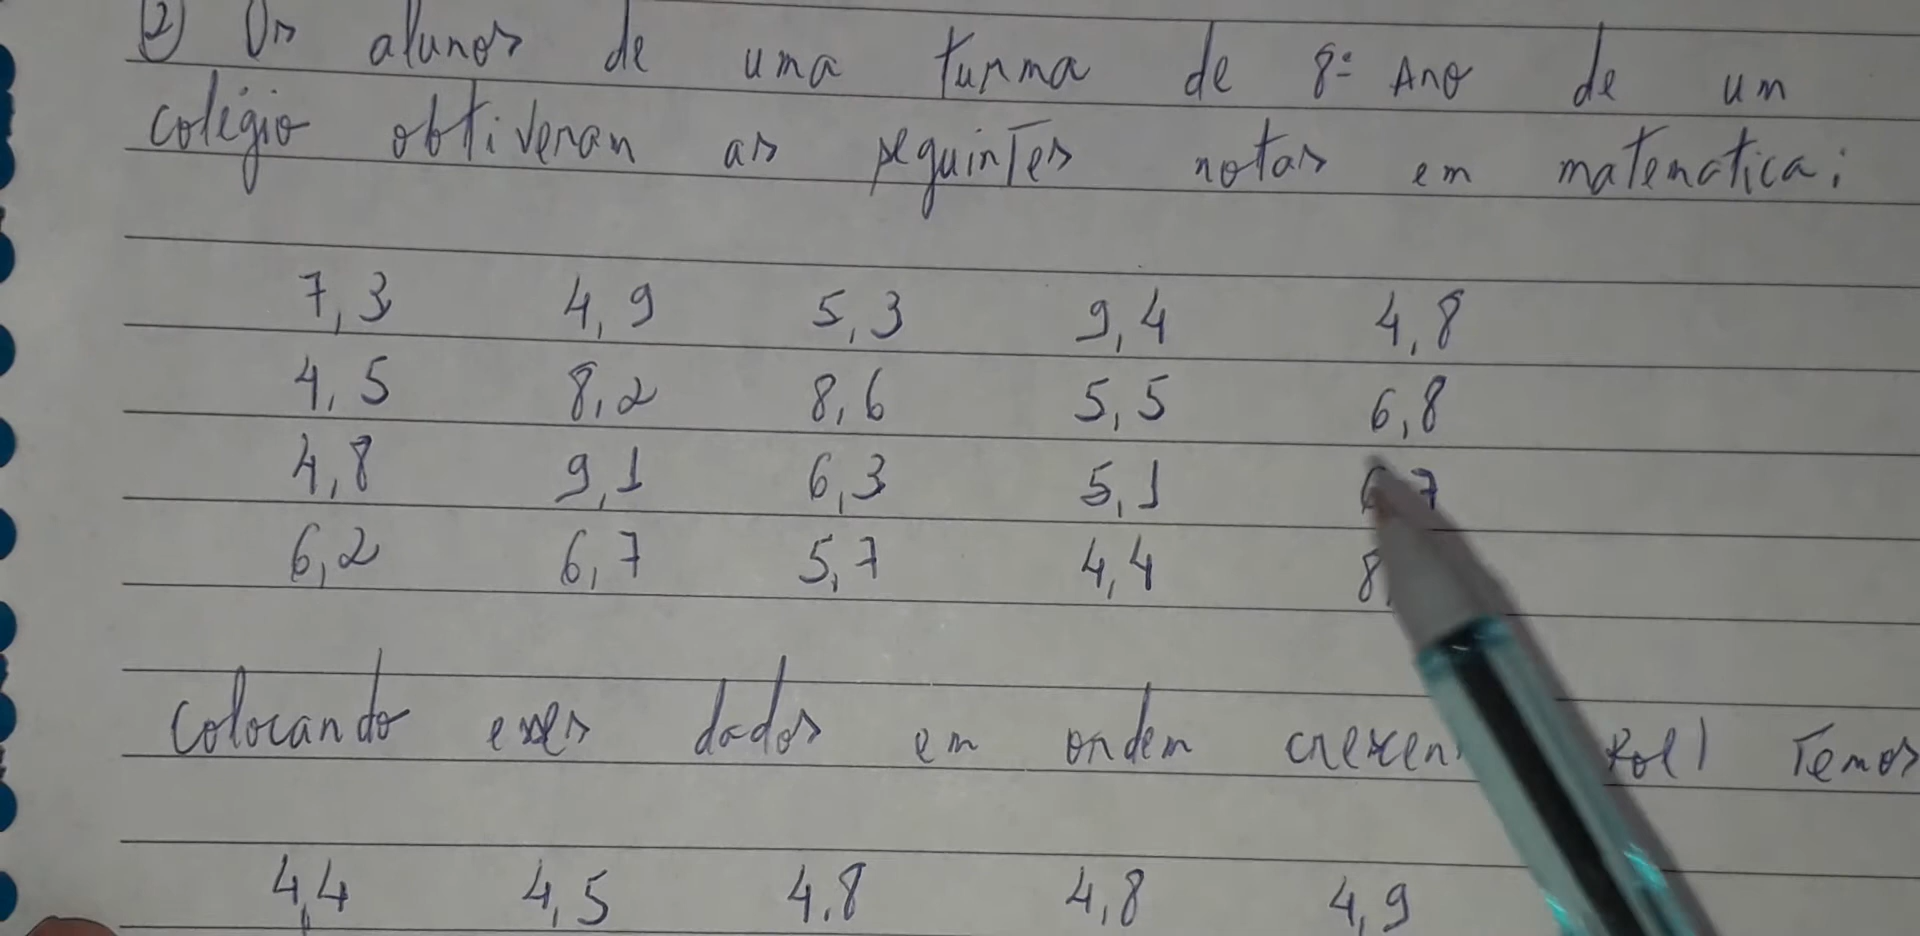 2) Os alunos de uma turma de 8º Ano de um
colégio obtiveram as seguintes notas em matemática:
7,3 4,9 5,3 9,4 4,8
4,5 8,2 8,6 5,5 6,8
4,8 9,1 6,3 5,1 6,7
6,2 6,7 5,7 4,4 8,
Colocando esses dados em ordem Temos
4,4 4,5 4,8 4,8 4,9